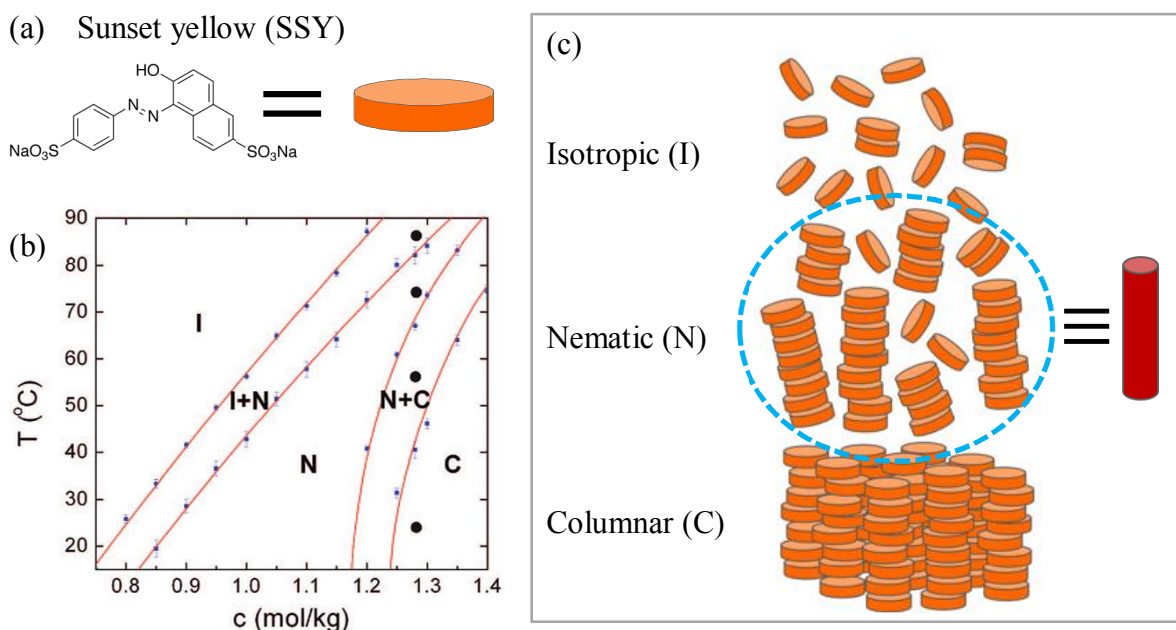 (a) Sunset yellow (SSY)
HO
N
N
NaO3S
SO3Na
(b)
T (°C)
90
80
70
60
50
40
30
20
I
I+N
N
N+C
C
0.8 0.9 1.0 1.1 1.2 1.3 1.4
c (mol/kg)
(c)
Isotropic (I)
Nematic (N)
Columnar (C)